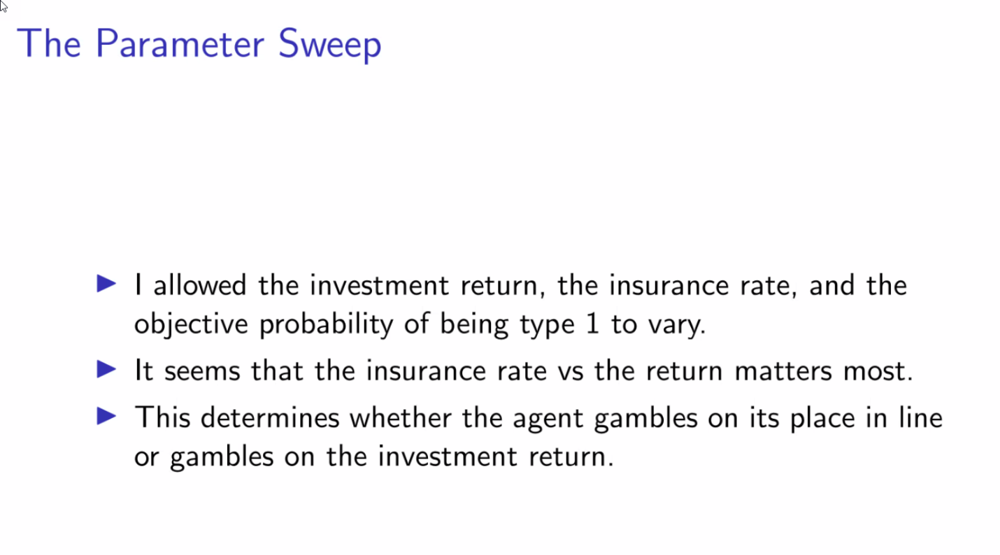 The Parameter Sweep
I allowed the investment return, the insurance rate, and the
objective probability of being type 1 to vary.
It seems that the insurance rate vs the return matters most.
This determines whether the agent gambles on its place in line
or gambles on the investment return.